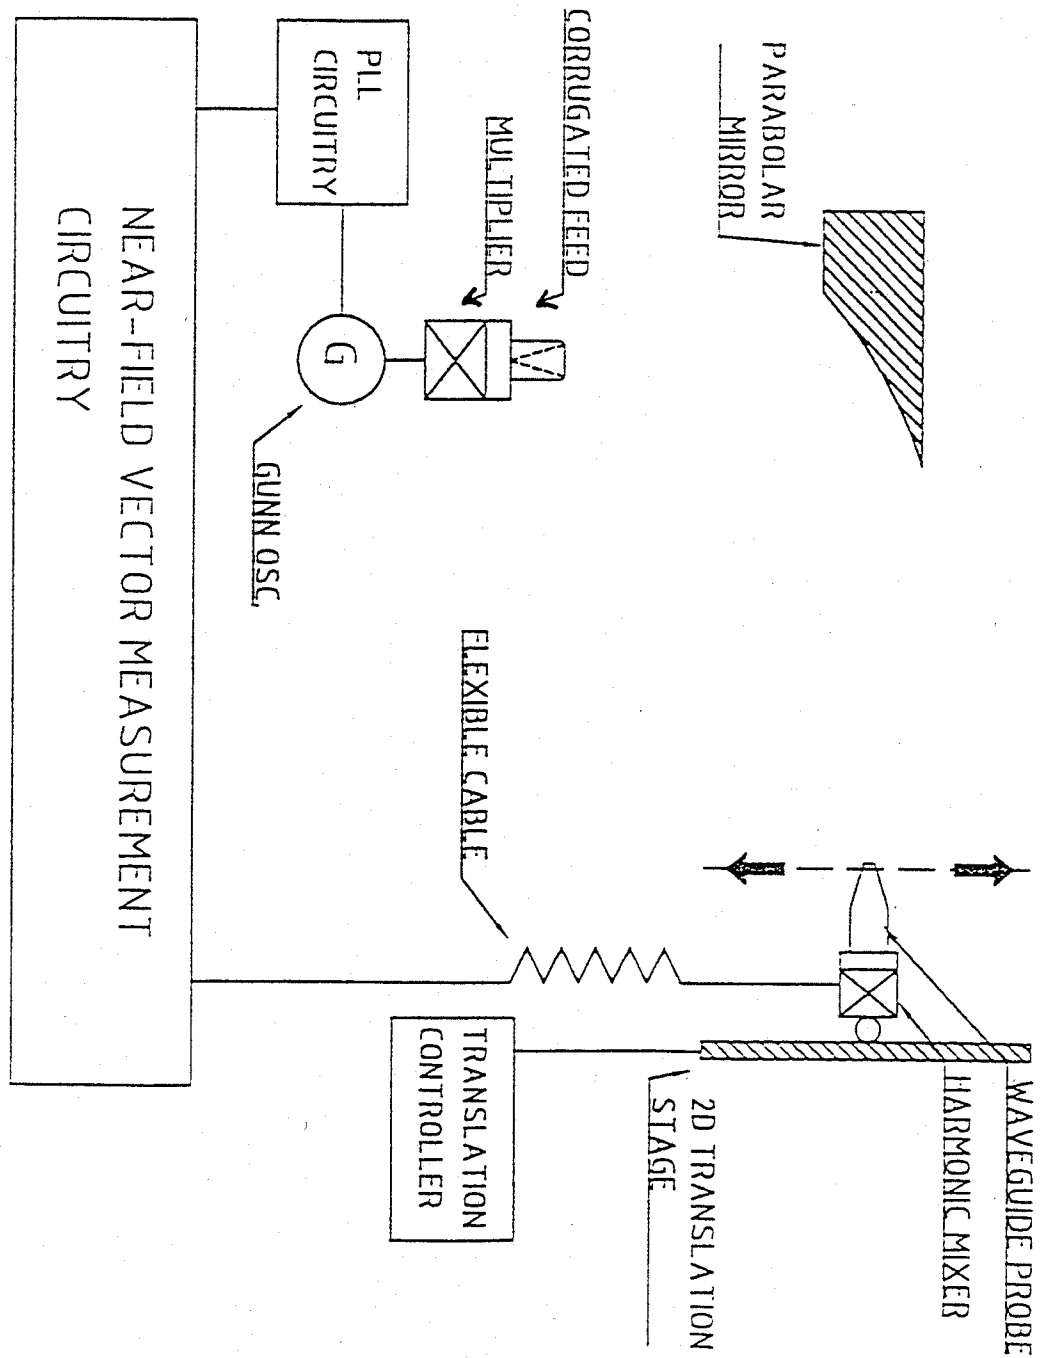 PARABOLAR
MIRROR
CORRUGATED FEED
MULTIPLIER
PLL
CIRCUITRY
G
GUNN OSC.
NEAR-FIELD VECTOR MEASUREMENT
CIRCUITRY
FLEXIBLE CABLE
WAVEGUIDE PROBE
HARMONIC MIXER
2D TRANSLATION
STAGE
TRANSLATION
CONTROLLER